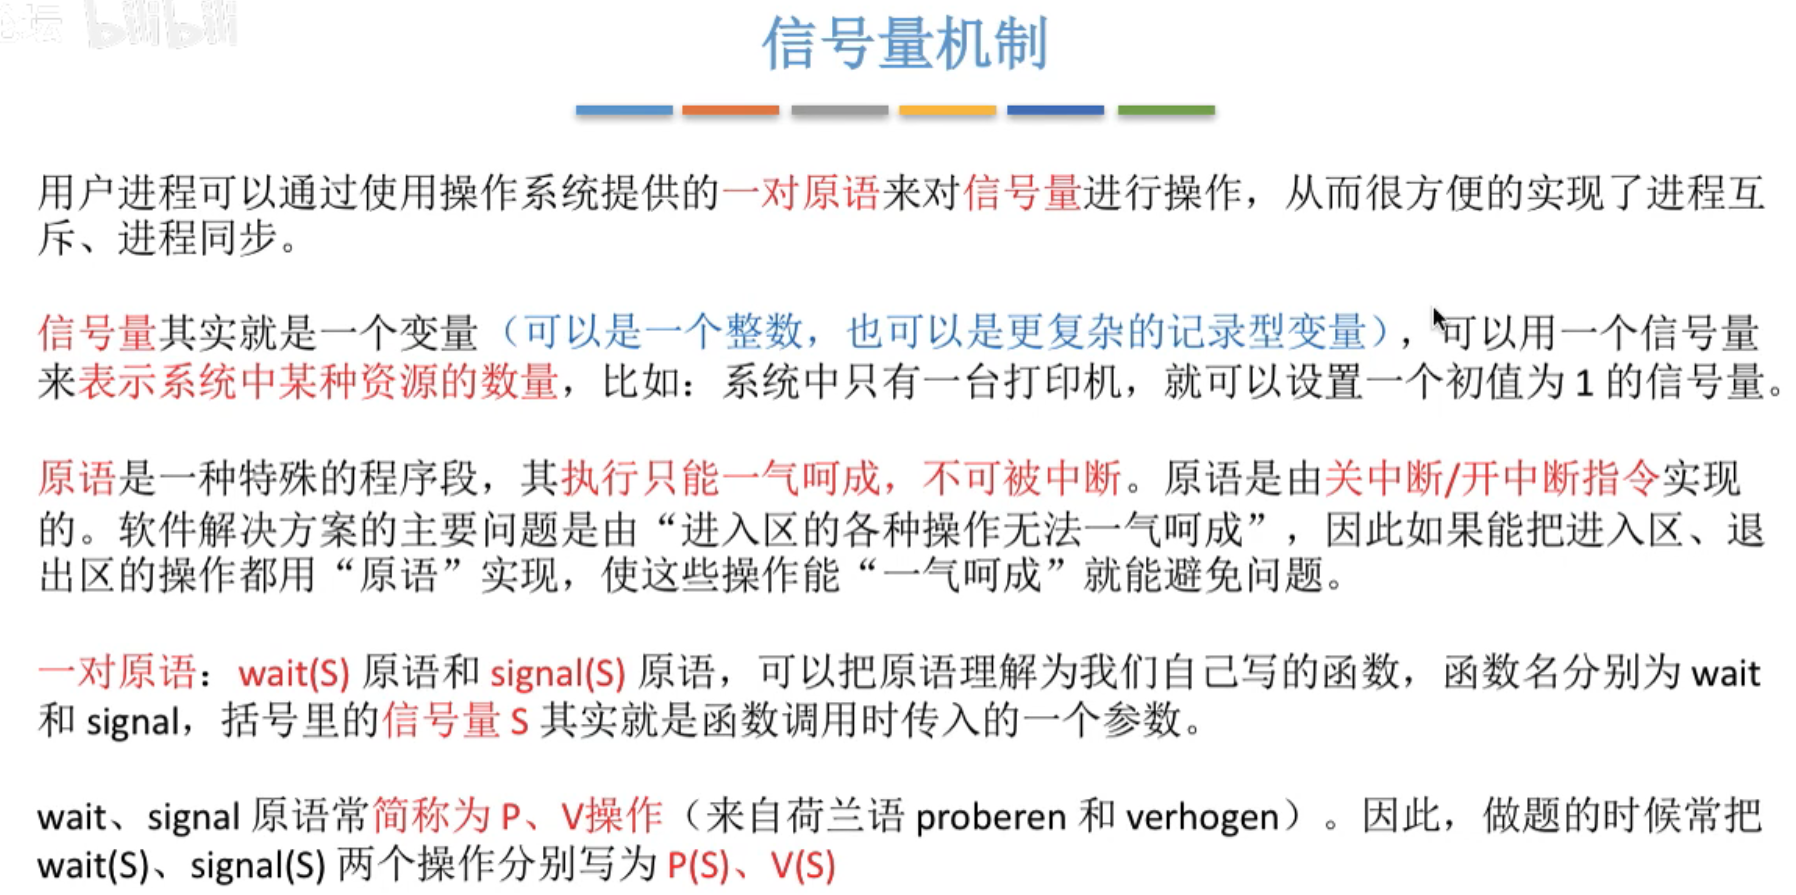 坛 bilibili
信号量机制
用户进程可以通过使用操作系统提供的一对原语来对信号量进行操作，从而很方便的实现了进程互
斥、进程同步。
信号量其实就是一个变量（可以是一个整数，也可以是更复杂的记录型变量），可以用一个信号量
来表示系统中某种资源的数量，比如：系统中只有一台打印机，就可以设置一个初值为 1 的信号量。
原语是一种特殊的程序段，其执行只能一气呵成，不可被中断。原语是由关中断/开中断指令实现
的。软件解决方案的主要问题是由“进入区的各种操作无法一气呵成”，因此如果能把进入区、退
出区的操作都用“原语”实现，使这些操作能“一气呵成”就能避免问题。
一对原语：wait(S) 原语和 signal(S) 原语，可以把原语理解为我们自己写的函数，函数名分别为 wait
和 signal，括号里的信号量 S 其实就是函数调用时传入的一个参数。
wait、signal 原语常简称为 P、V操作（来自荷兰语 proberen 和 verhogen）。因此，做题的时候常把
wait(S)、signal(S) 两个操作分别写为 P(S)、V(S)